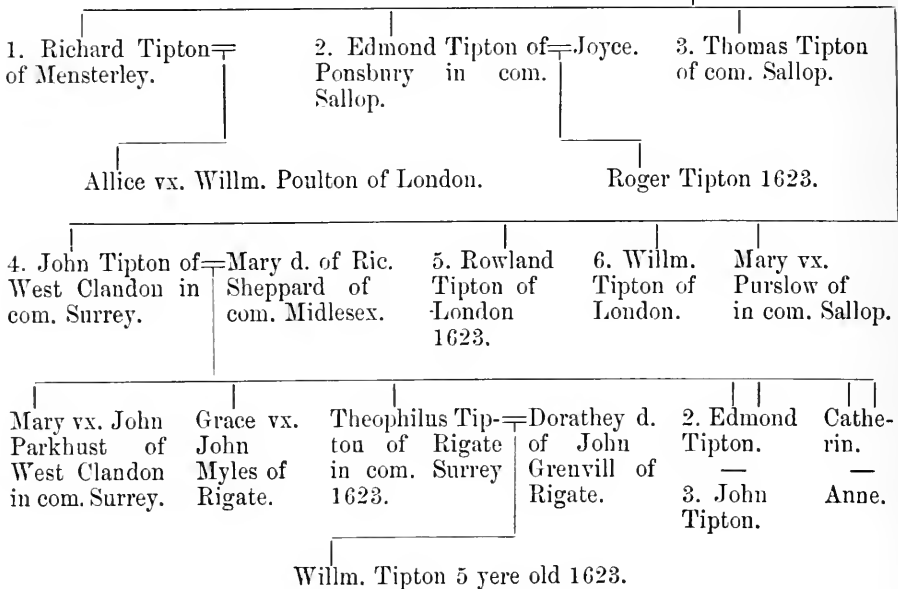 1. Richard Tipton
of Mensterley.
2. Edmond Tipton of
Ponsbury in com.
Sallop.
Joyce.
3. Thomas Tipton
of com. Sallop.
Allice vx. Willm. Poulton of London.
Roger Tipton 1623.
4. John Tipton of
West Clandon in
com. Surrey.
Mary d. of Ric.
Sheppard of
com. Midlesex.
5. Rowland
Tipton of
London
1623.
6. Willm.
Tipton of
London.
Mary vx.
Purslow of
in com. Sallop.
Mary vx. John
Parkhust of
West Clandon
in com. Surrey.
Grace vx.
John
Myles of
Rigate.
Theophilus Tip-
ton of Rigate
in com. Surrey
1623.
Dorathey d.
of John
Grenvill of
Rigate.
2. Edmond
Tipton.
—
3. John
Tipton.
Cathe-
rin.
—
Anne.
Willm. Tipton 5 yere old 1623.